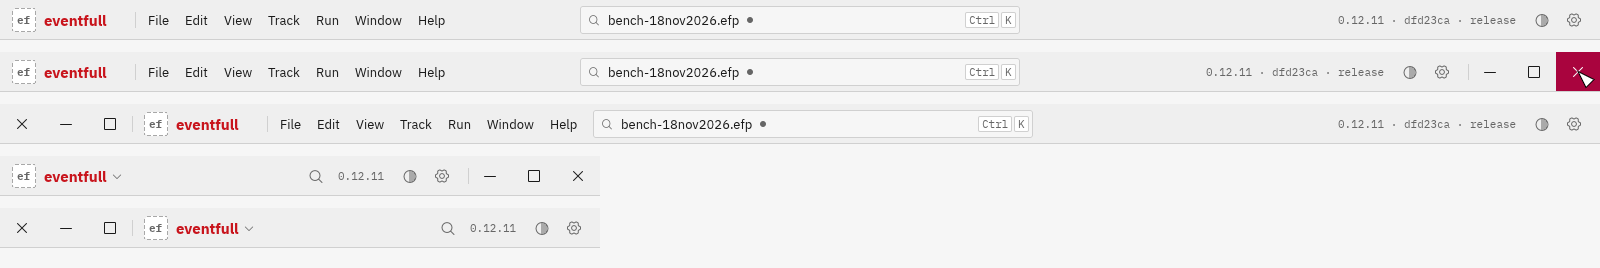 ef eventfull File Edit View Track Run Window Help bench-18nov2026.efp Ctrl K 0.12.11 · dfd23ca · release
ef eventfull File Edit View Track Run Window Help bench-18nov2026.efp Ctrl K 0.12.11 · dfd23ca · release
ef eventfull File Edit View Track Run Window Help bench-18nov2026.efp Ctrl K 0.12.11 · dfd23ca · release
ef eventfull 0.12.11
ef eventfull 0.12.11